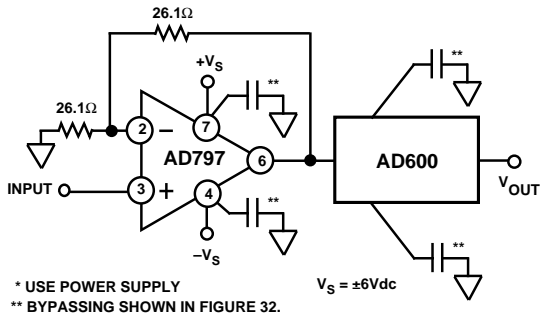 26.1Ω
+VS
**
**
26.1Ω
2
−
7
AD797
6
AD600
INPUT
3
+
4
VOUT
**
**
−VS
* USE POWER SUPPLY
VS = ±6Vdc
** BYPASSING SHOWN IN FIGURE 32.